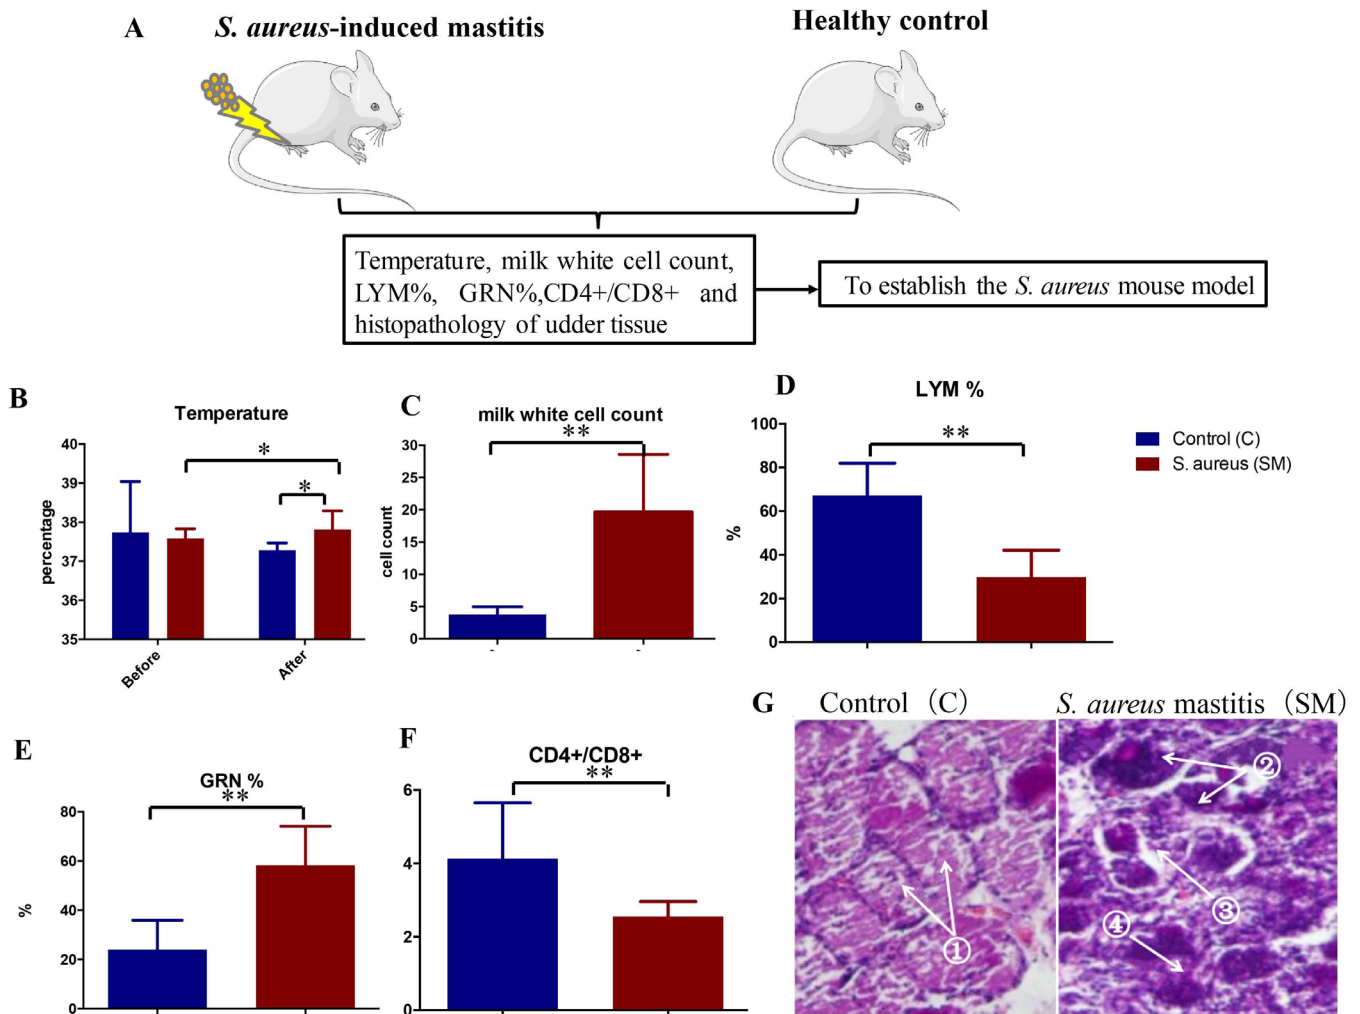 A
S. aureus-induced mastitis
Healthy control
Temperature, milk white cell count,
LYM%, GRN%,CD4+/CD8+ and
histopathology of udder tissue
To establish the S. aureus mouse model
B
Temperature
percentage
40
39
38
37
36
35
*
*
Before
After
C
milk white cell count
cell count
30
25
20
15
10
5
0
**
D
LYM %
%
100
80
60
40
20
0
**
Control (C)
S. aureus (SM)
E
GRN %
%
80
60
40
20
0
**
F
CD4+/CD8+
6
4
2
0
**
G
Control（C）
S. aureus mastitis（SM）
①
②
③
④